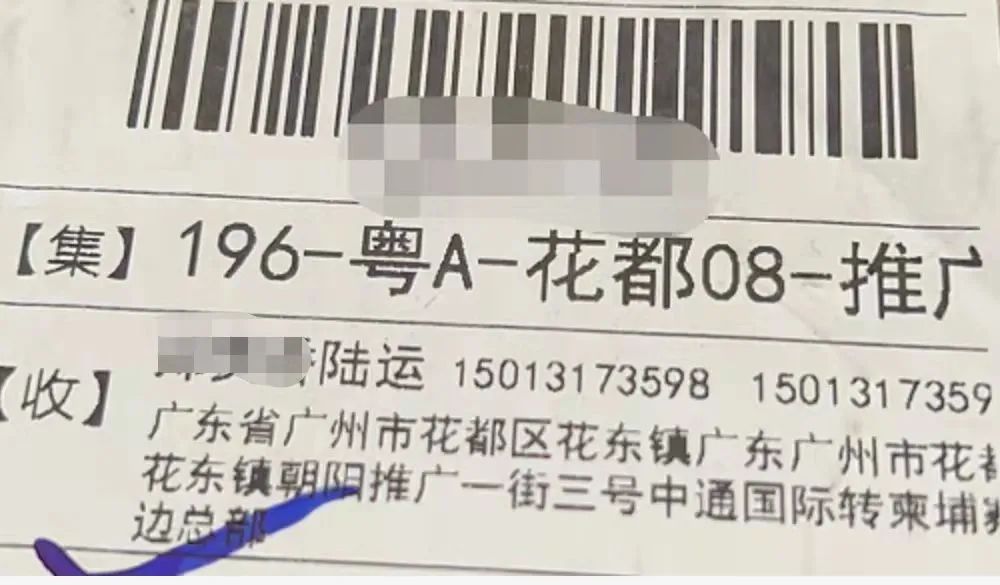 【集】 196-粤A-花都08-推广
【收】 陆运 15013173598 1501317359
广东省广州市花都区花东镇广东广州市花都
花东镇朝阳推广一街三号中通国际转柬埔寨
边总部